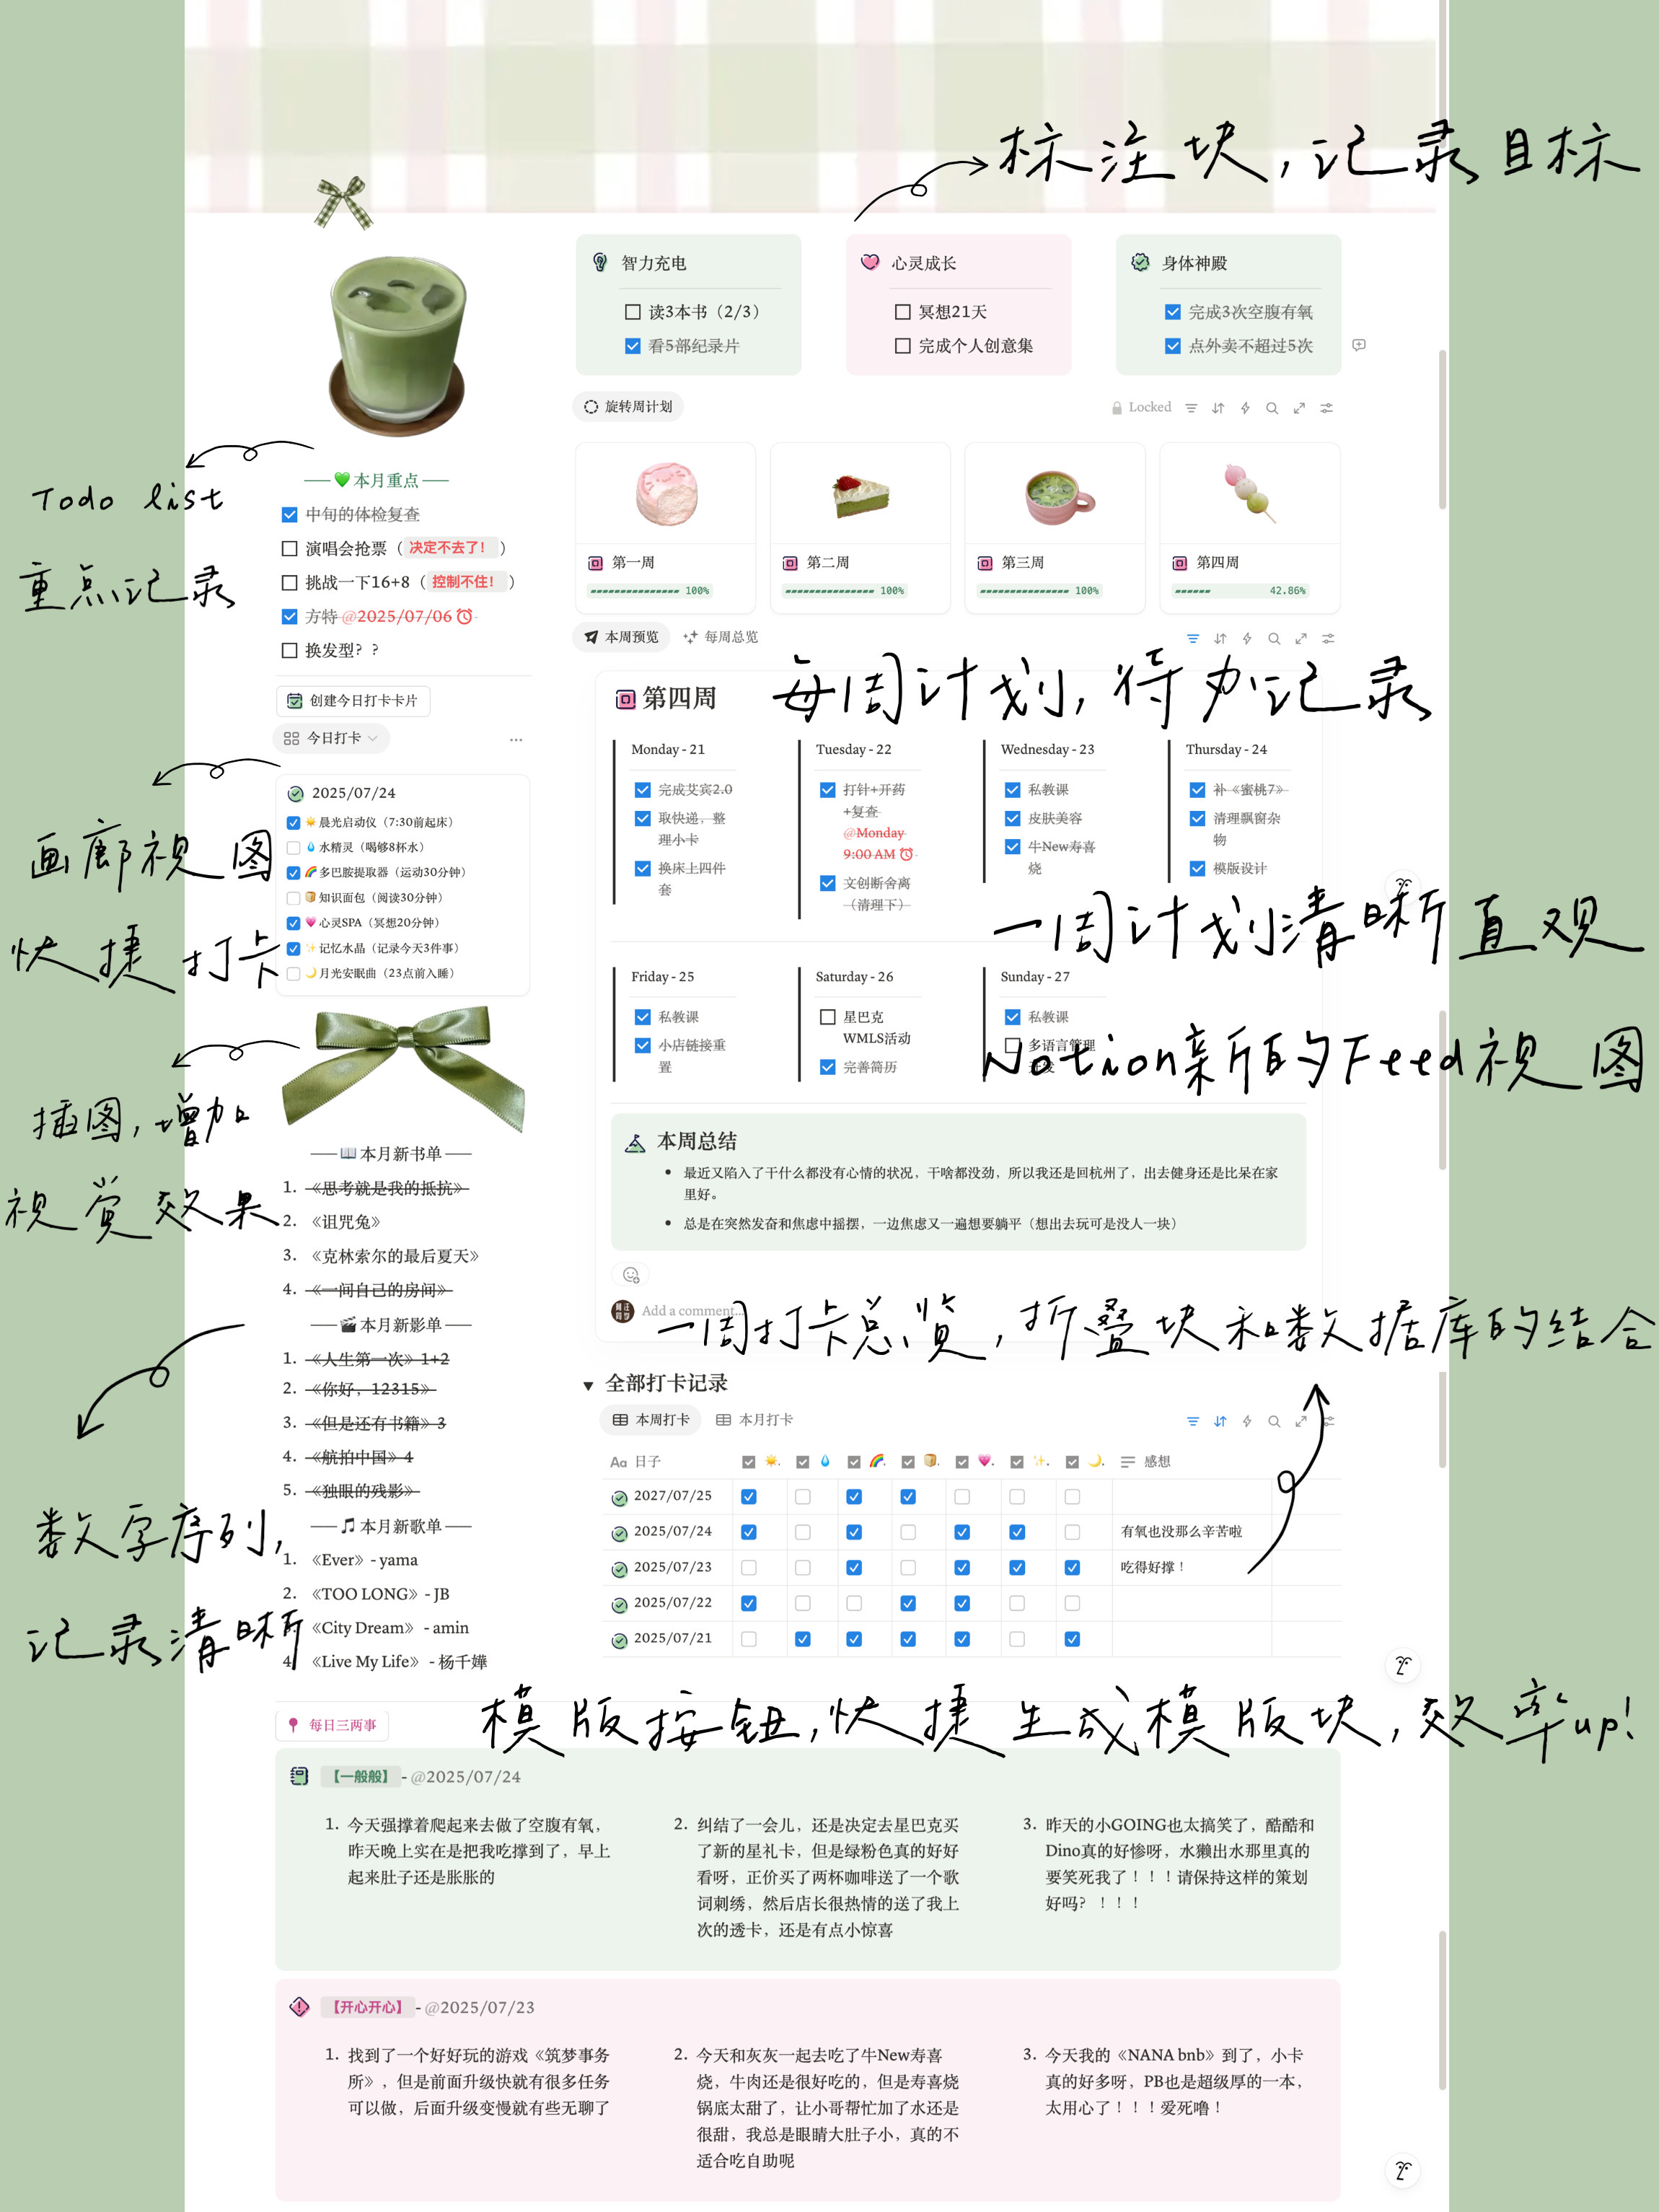 标注块,记录目标
智力充电
读3本书（2/3）
看5部纪录片
心灵成长
冥想21天
完成个人创意集
身体神殿
完成3次空腹有氧
点外卖不超过5次
Todo list
重点记录
本月重点
中旬的体检复查
演唱会抢票（决定不去了！）
挑战一下16+8（控制不住！）
方特 @2025/07/06
换发型？？
创建今日打卡卡片
今日打卡
画廊视图
快捷打卡
2025/07/24
晨光启动仪（7:30前起床）
水精灵（喝够8杯水）
多巴胺提取器（运动30分钟）
知识面包（阅读30分钟）
心灵SPA（冥想20分钟）
记忆水晶（记录今天3件事）
月光安眠曲（23点前入睡）
插图,增加
视觉效果
本月新书单
1. 《思考就是我的抵抗》
2. 《诅咒兔》
3. 《克林索尔的最后夏天》
4. 《一间自己的房间》
本月新影单
1. 《人生第一次》1+2
2. 《你好，12315》
3. 《但是还有书籍》3
4. 《航拍中国》4
5. 《独眼的残影》
数字序列,
记录清晰
本月新歌单
1. 《Ever》- yama
2. 《TOO LONG》- JB
《City Dream》 - amin
4. 《Live My Life》 - 杨千嬅
旋转周计划
Locked
第一周
100%
第二周
100%
第三周
100%
第四周
42.86%
本周预览
每周总览
每周计划,待办记录
第四周
Monday - 21
完成艾宾2.0
取快递，整
理小卡
换床上四件
套
Tuesday - 22
打针+开药
+复查
@Monday
9:00 AM
文创断舍离
（清理下）
Wednesday - 23
私教课
皮肤美容
牛New寿喜
烧
Thursday - 24
补《蜜桃7》
清理飘窗杂
物
模版设计
一周计划清晰直观
Friday - 25
私教课
小店链接重
置
Saturday - 26
星巴克
WMLS活动
完善简历
Sunday - 27
私教课
多语言管理
Notion新的Feed视图
本周总结
最近又陷入了干什么都没有心情的状况，干啥都没劲，所以我还是回杭州了，出去健身还是比呆在家
里好。
总是在突然发奋和焦虑中摇摆，一边焦虑又一遍想要躺平（想出去玩可是没人一块）
Add a comment...
一周打卡总览,折叠块和数据库的结合
全部打卡记录
本周打卡
本月打卡
Aa 日子
感想
2027/07/25
2025/07/24
有氧也没那么辛苦啦
2025/07/23
吃得好撑！
2025/07/22
2025/07/21
模版按钮,快捷生成模版块,效率up!
每日三两事
【一般般】 - @2025/07/24
1. 今天强撑着爬起来去做了空腹有氧，
昨天晚上实在是把我吃撑到了，早上
起来肚子还是胀胀的
2. 纠结了一会儿，还是决定去星巴克买
了新的星礼卡，但是绿粉色真的好好
看呀，正价买了两杯咖啡送了一个歌
词刺绣，然后店长很热情的送了我上
次的透卡，还是有点小惊喜
3. 昨天的小GOING也太搞笑了，酷酷和
Dino真的好惨呀，水獭出水那里真的
要笑死我了！！！请保持这样的策划
好吗？！！！
【开心开心】 - @2025/07/23
1. 找到了一个好好玩的游戏《筑梦事务
所》，但是前面升级快就有很多任务
可以做，后面升级变慢就有些无聊了
2. 今天和灰灰一起去吃了牛New寿喜
烧，牛肉还是很好吃的，但是寿喜烧
锅底太甜了，让小哥帮忙加了水还是
很甜，我总是眼睛大肚子小，真的不
适合吃自助呢
3. 今天我的《NANA bnb》到了，小卡
真的好多呀，PB也是超级厚的一本，
太用心了！！！爱死噜！